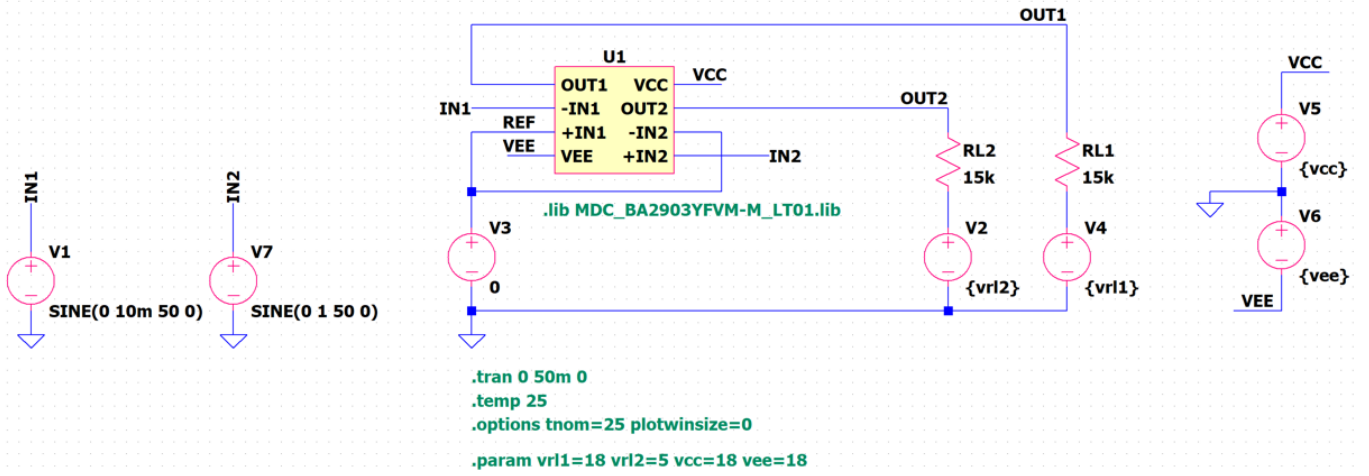 OUT1
U1
OUT1 VCC
VCC
IN1
-IN1 OUT2
OUT2
REF
+IN1 -IN2
VEE
VEE +IN2
IN2
.lib MDC_BA2903YFVM-M_LT01.lib
RL2
15k
RL1
15k
VCC
V5
{vcc}
V6
{vee}
VEE
IN1
V1
SINE(0 10m 50 0)
IN2
V7
SINE(0 1 50 0)
V3
0
V2
{vrl2}
V4
{vrl1}
.tran 0 50m 0
.temp 25
.options tnom=25 plotwinsize=0
.param vrl1=18 vrl2=5 vcc=18 vee=18